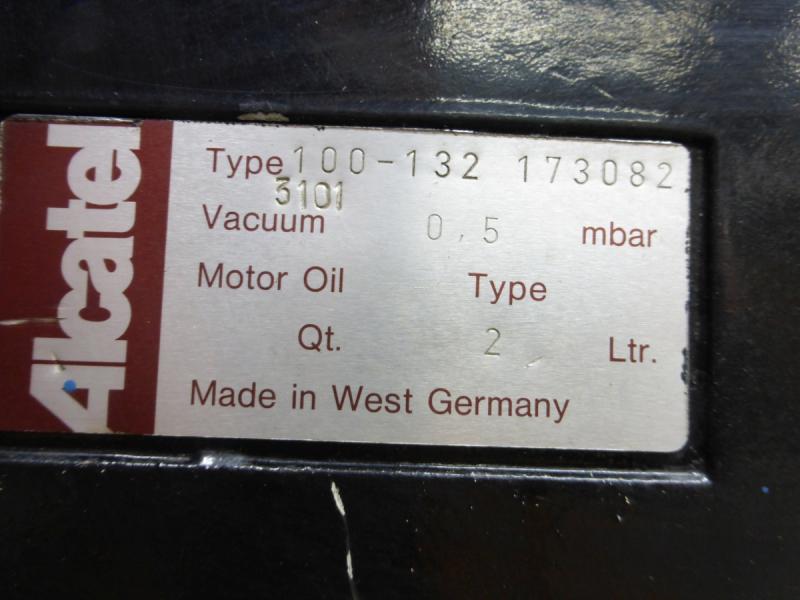 Alcatel
Type 100-132 173082
3101
Vacuum 0,5 mbar
Motor Oil Type
Qt. 2 Ltr.
Made in West Germany